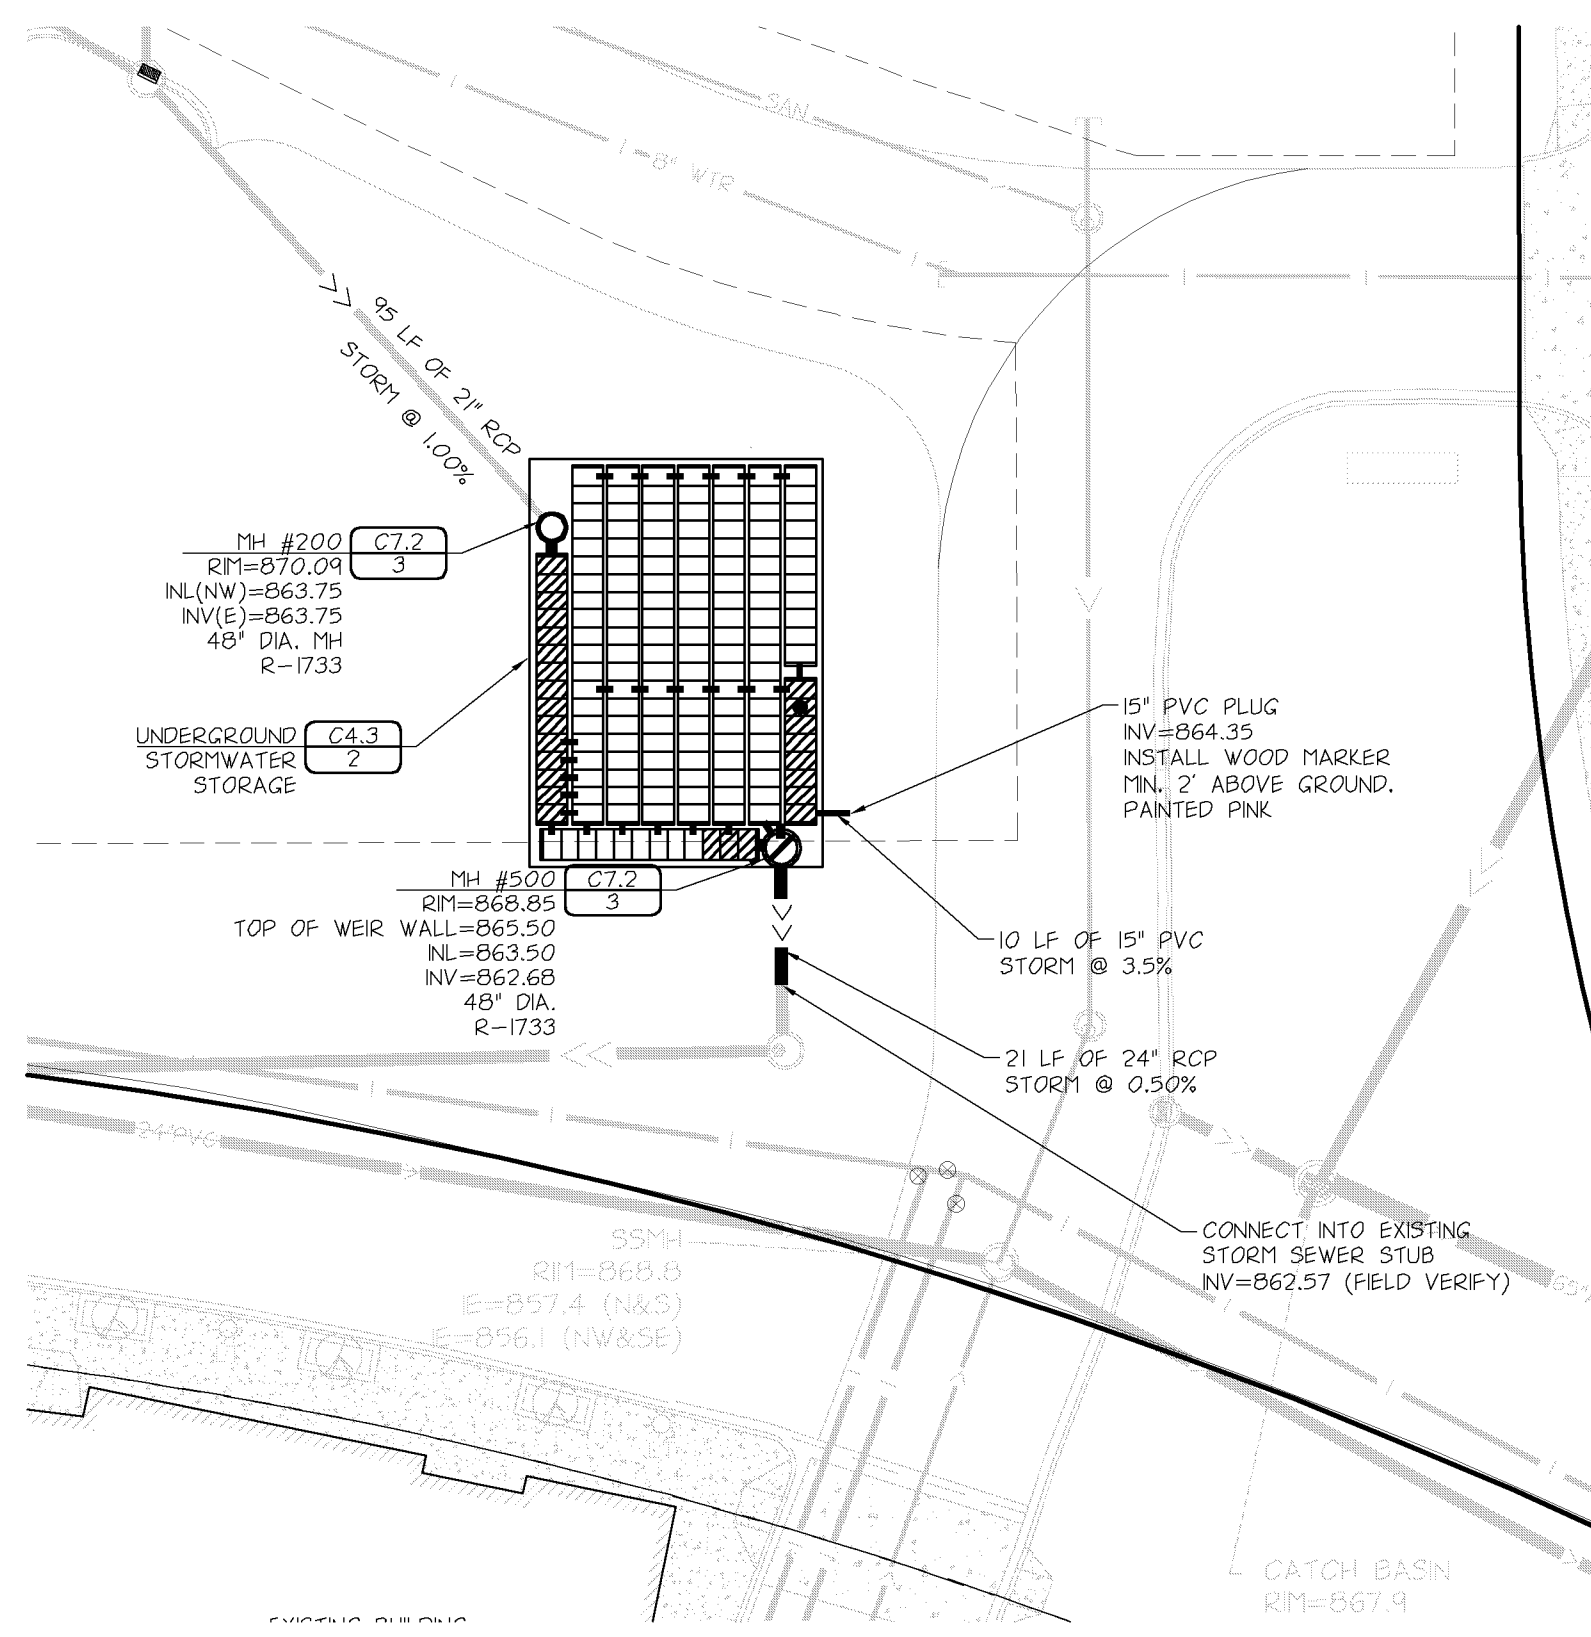 SAN
8" WTR
95 LF OF 21" RCP
STORM @ 1.00%
MH #200
C7.2
3
RIM=870.09
INL(NW)=863.75
INV(E)=863.75
48" DIA. MH
R-1733
UNDERGROUND
STORMWATER
STORAGE
C4.3
2
15" PVC PLUG
INV=864.35
INSTALL WOOD MARKER
MIN. 2' ABOVE GROUND.
PAINTED PINK
MH #500
C7.2
3
RIM=868.85
TOP OF WEIR WALL=865.50
INL=863.50
INV=862.68
48" DIA.
R-1733
10 LF OF 15" PVC
STORM @ 3.5%
21 LF OF 24" RCP
STORM @ 0.50%
24"PVC
CONNECT INTO EXISTING
STORM SEWER STUB
INV=862.57 (FIELD VERIFY)
SSMH
RIM=868.8
IE=857.4 (N&S)
IE=856.1 (NW&SE)
CATCH BASIN
RIM=867.9
EXISTING BUILDING